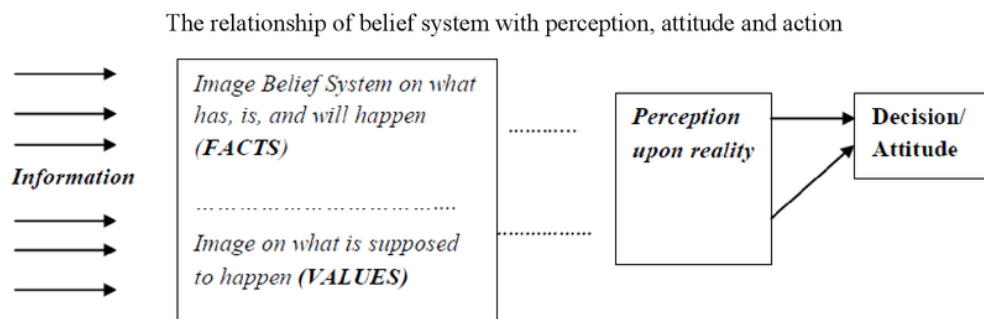 The relationship of belief system with perception, attitude and action
Information
Image Belief System on what
has, is, and will happen
(FACTS)
…………………………….…
Image on what is supposed
to happen (VALUES)
............
................
Perception
upon reality
Decision/
Attitude